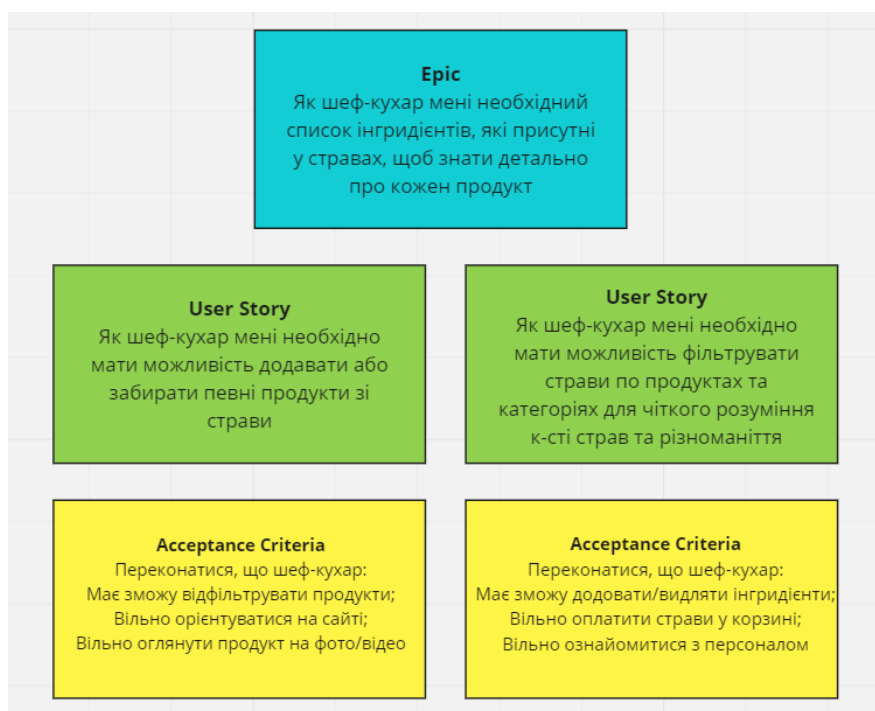 Epic
Як шеф-кухар мені необхідний
список інгридієнтів, які присутні
у стравах, щоб знати детально
про кожен продукт
User Story
Як шеф-кухар мені необхідно
мати можливість додавати або
забирати певні продукти зі
страви
User Story
Як шеф-кухар мені необхідно
мати можливість фільтрувати
страви по продуктах та
категоріях для чіткого розуміння
к-сті страв та різноманіття
Acceptance Criteria
Переконатися, що шеф-кухар:
Має зможу відфільтрувати продукти;
Вільно орієнтуватися на сайті;
Вільно оглянути продукт на фото/відео
Acceptance Criteria
Переконатися, що шеф-кухар:
Має зможу додовати/видляти інгридієнти;
Вільно оплатити страви у корзині;
Вільно ознайомитися з персоналом